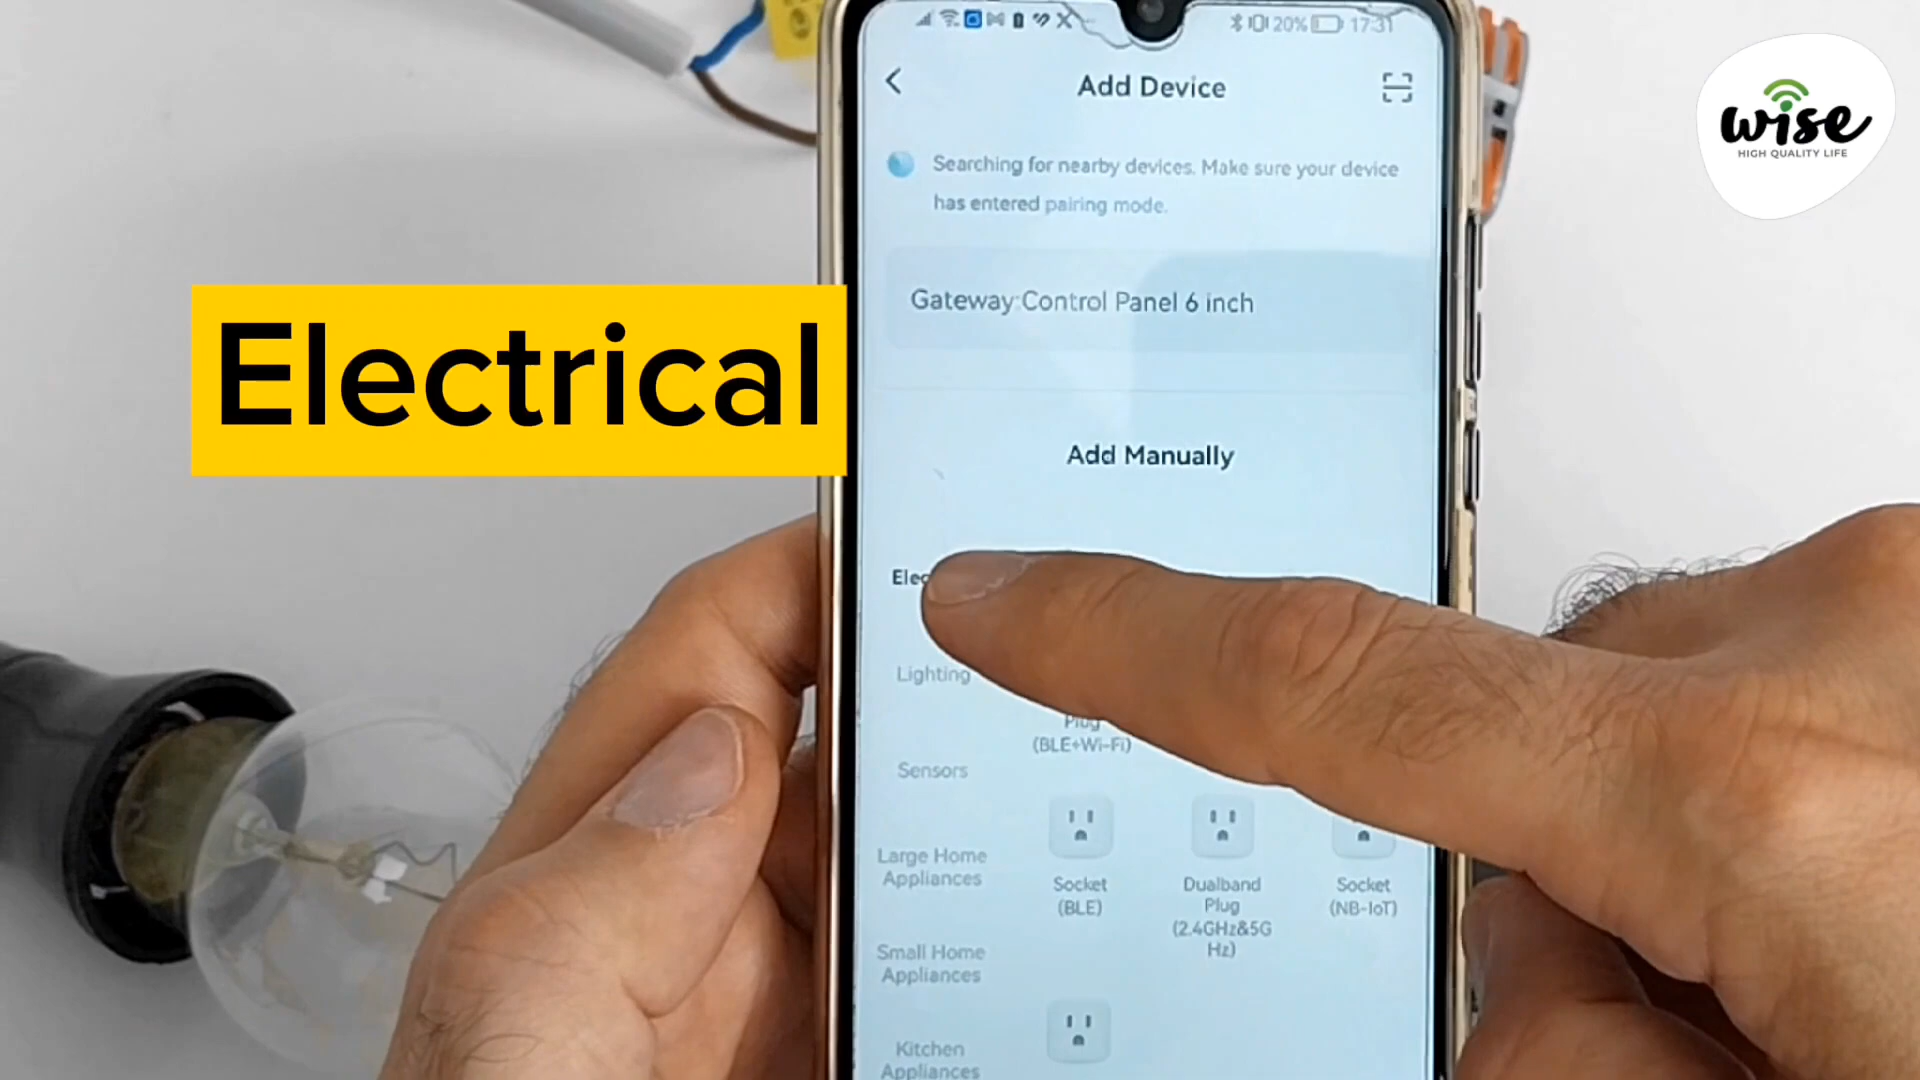 20% 17:31
Add Device
wise
HIGH QUALITY LIFE
Searching for nearby devices. Make sure your device
has entered pairing mode.
Gateway:Control Panel 6 inch
Electrical
Add Manually
Elec
Lighting
Plug
(BLE+Wi-Fi)
Sensors
Large Home
Appliances
Socket
(BLE)
Dualband
Plug
(2.4GHz&5G
Hz)
Socket
(NB-IoT)
Small Home
Appliances
Kitchen
Appliances